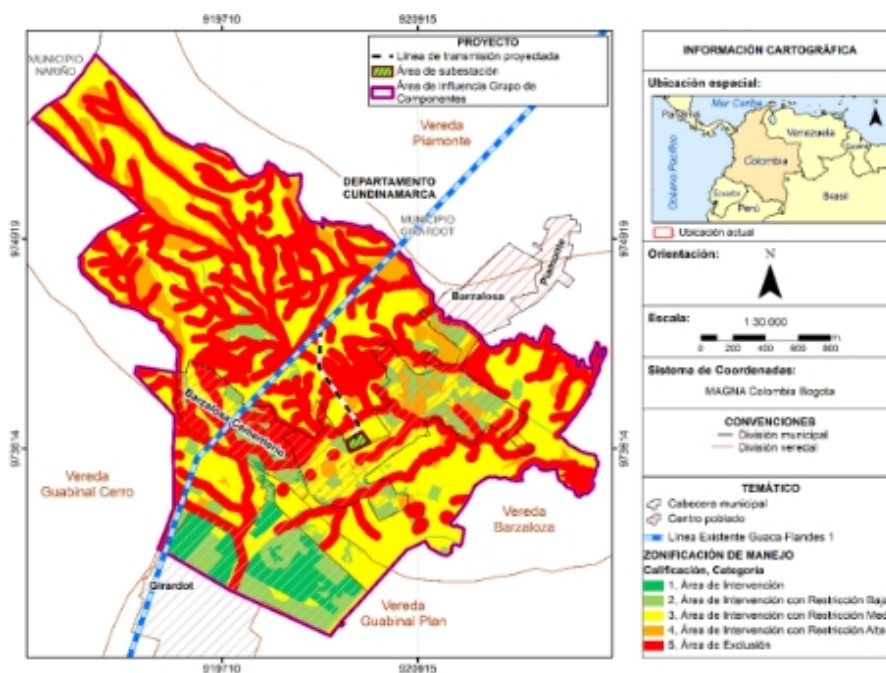 919710
920915
MUNICIPIO
NARIÑO
PROYECTO
Línea de transmisión proyectada
Área de subestación
Área de influencia Grupo de
Componentes
Vereda
Piamonte
DEPARTAMENTO
CUNDINAMARCA
MUNICIPIO
GIRARDOT
974919
974919
Barzalosa
Piamonte
Barzalosa Cementerio
973614
973614
Vereda
Guabinal Cerro
Vereda
Barzaloza
Girardot
Vereda
Guabinal Plan
919710
920915
INFORMACIÓN CARTOGRÁFICA
Ubicación espacial:
Mar Caribe
Panamá
Venezuela
Colombia
Océano Pacífico
Ecuador
Perú
Brasil
Ubicación actual
Orientación:
N
Escala:
1:30.000
0 200 400 600 800
m
Sistema de Coordenadas:
MAGNA Colombia Bogota
CONVENCIONES
División municipal
División veredal
TEMÁTICO
Cabecera municipal
Centro poblado
Línea Existente Guaca-Flandes 1
ZONIFICACIÓN DE MANEJO
Calificación, Categoría
1, Área de Intervención
2, Área de Intervención con Restricción Baja
3, Área de Intervención con Restricción Med
4, Área de Intervención con Restricción Alta
5, Área de Exclusión